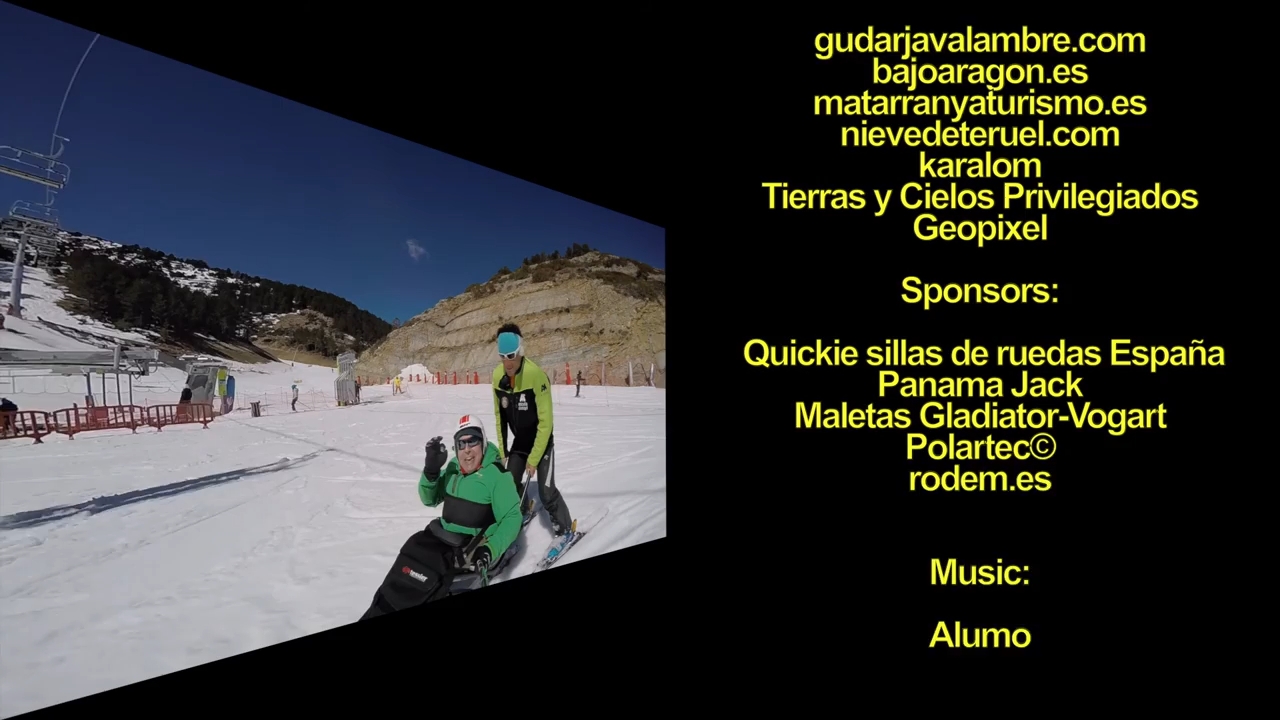 gudarjavalambre.com
bajoaragon.es
matarranyaturismo.es
nievedeteruel.com
karalom
Tierras y Cielos Privilegiados
Geopixel
Sponsors:
Quickie sillas de ruedas España
Panama Jack
Maletas Gladiator-Vogart
Polartec©
rodem.es
Music:
Alumo